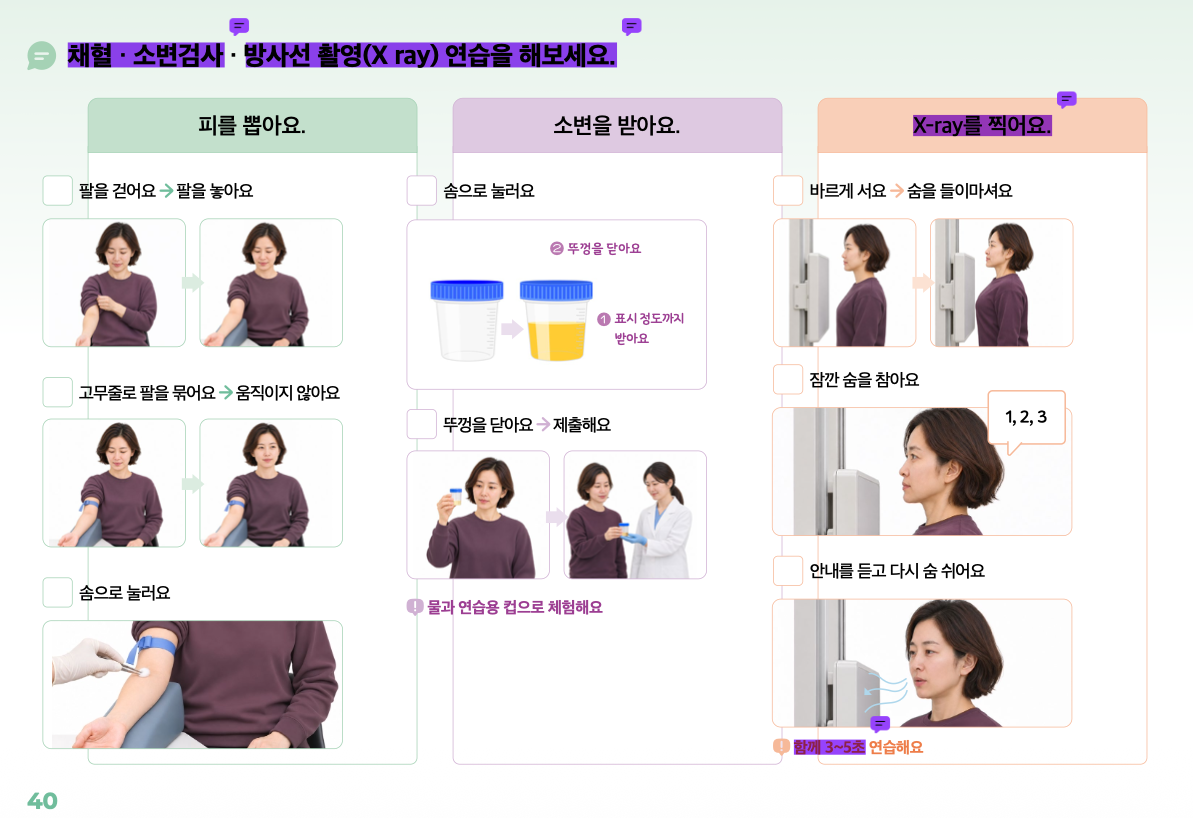 채혈 · 소변검사 · 방사선 촬영(X ray) 연습을 해보세요.
피를 뽑아요.
팔을 걷어요 → 팔을 놓아요
고무줄로 팔을 묶어요 → 움직이지 않아요
솜으로 눌러요
소변을 받아요.
솜으로 눌러요
② 뚜껑을 닫아요
① 표시 정도까지
받아요
뚜껑을 닫아요 → 제출해요
! 물과 연습용 컵으로 체험해요
X-ray를 찍어요.
바르게 서요 → 숨을 들이마셔요
잠깐 숨을 참아요
1, 2, 3
안내를 듣고 다시 숨 쉬어요
! 함께 3~5초 연습해요
40